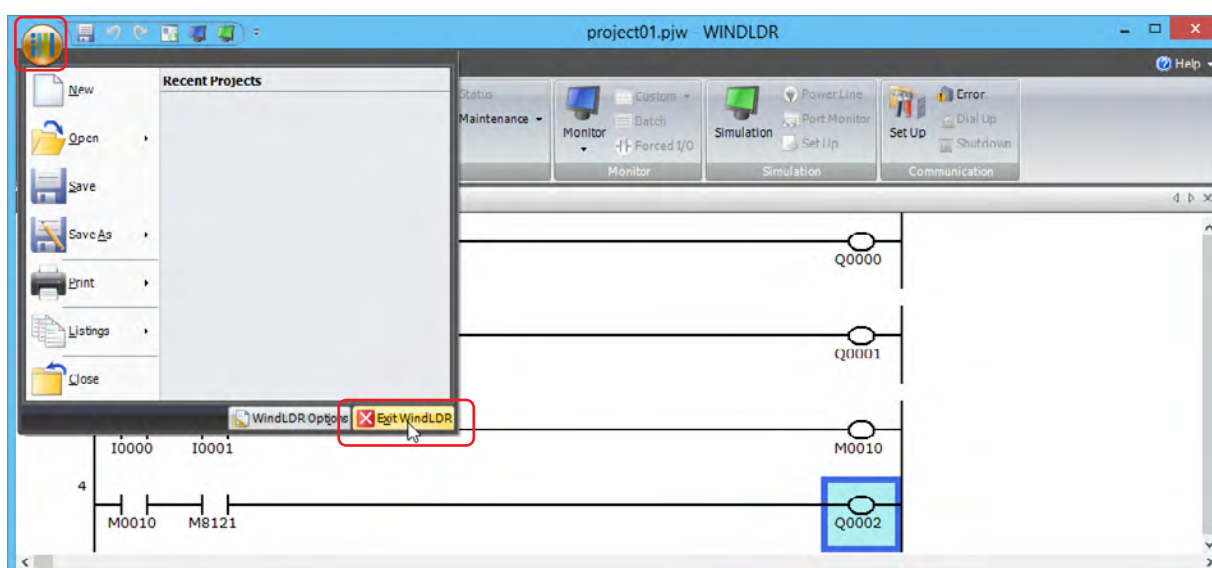 project01.pjw - WINDLDR
Help
New
Recent Projects
Open
Save
Save As
Print
Listings
Close
WindLDR Options
Exit WindLDR
Status
Maintenance
Monitor
Custom
Batch
Forced I/O
Monitor
Simulation
Power Line
Port Monitor
Set Up
Simulation
Set Up
Error
Dial Up
Shutdown
Communication
Q0000
Q0001
I0000 I0001 M0010
4
M0010 M8121 Q0002